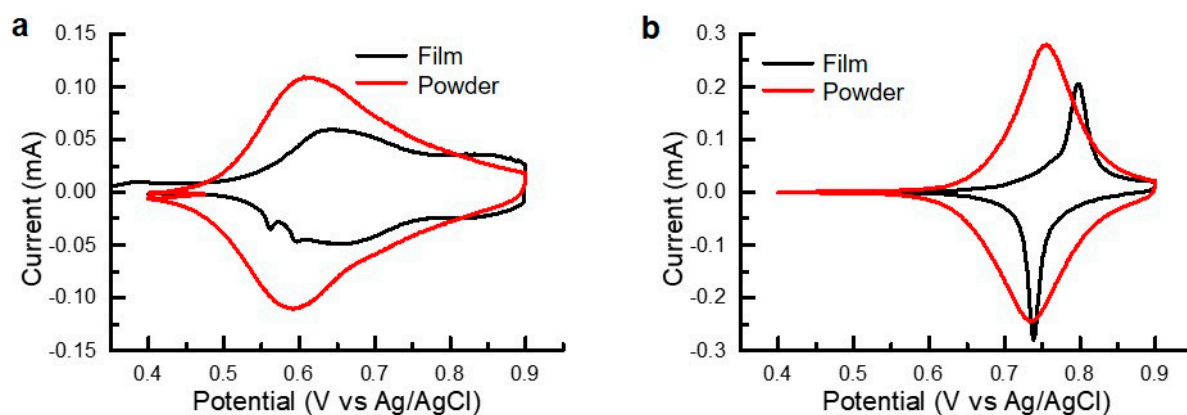 a
Film
Powder
Current (mA)
0.15
0.10
0.05
0.00
-0.05
-0.10
-0.15
0.4 0.5 0.6 0.7 0.8 0.9
Potential (V vs Ag/AgCl)
b
Film
Powder
Current (mA)
0.3
0.2
0.1
0.0
-0.1
-0.2
-0.3
0.4 0.5 0.6 0.7 0.8 0.9
Potential (V vs Ag/AgCl)